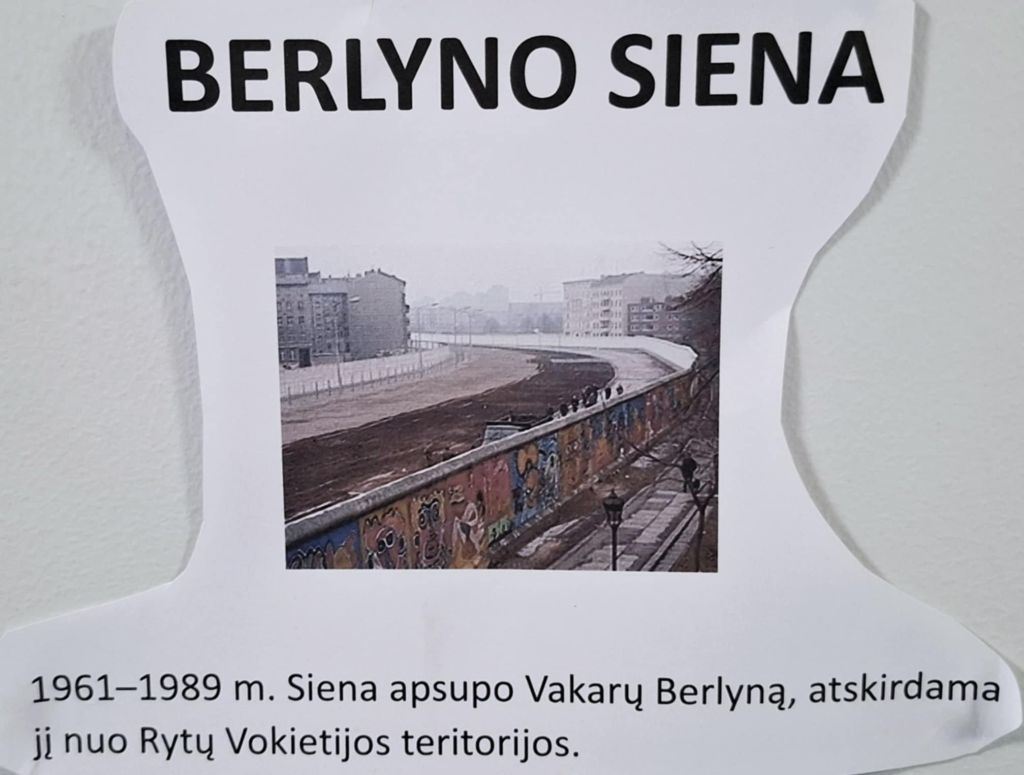 BERLYNO SIENA
1961–1989 m. Siena apsupo Vakarų Berlyną, atskirdama
jį nuo Rytų Vokietijos teritorijos.